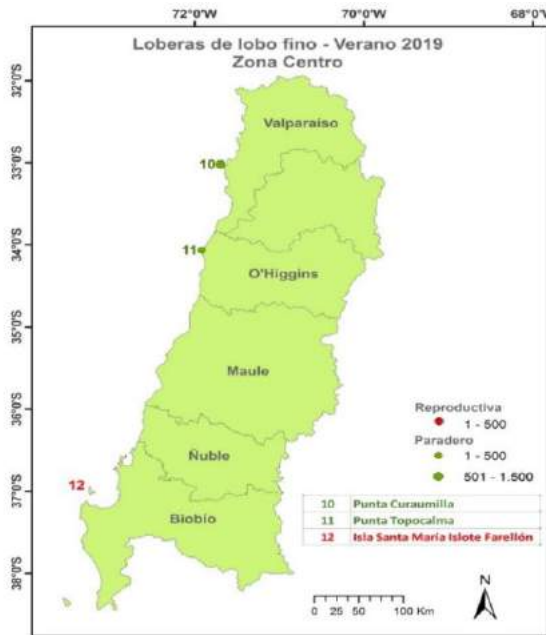 72°0'W 70°0'W 68°0'W
Loberas de lobo fino - Verano 2019
Zona Centro
32°0'S
Valparaíso
33°0'S
10
34°0'S
11
O'Higgins
35°0'S
Maule
36°0'S
Reproductiva
1 - 500
Paradero
1 - 500
501 - 1.500
Ñuble
37°0'S
12
Biobío
10 Punta Curaumilla
11 Punta Topocalma
12 Isla Santa María Islote Farellón
38°0'S
N
0 25 50 100 Km